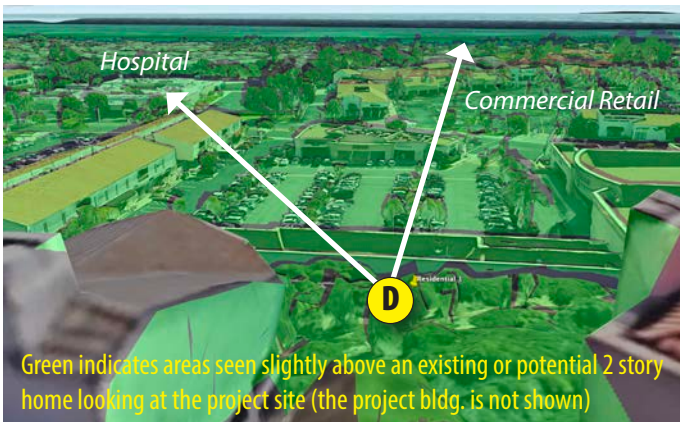 Hospital
Commercial Retail
Residential 1
D
Green indicates areas seen slightly above an existing or potential 2 story
home looking at the project site (the project bldg. is not shown)